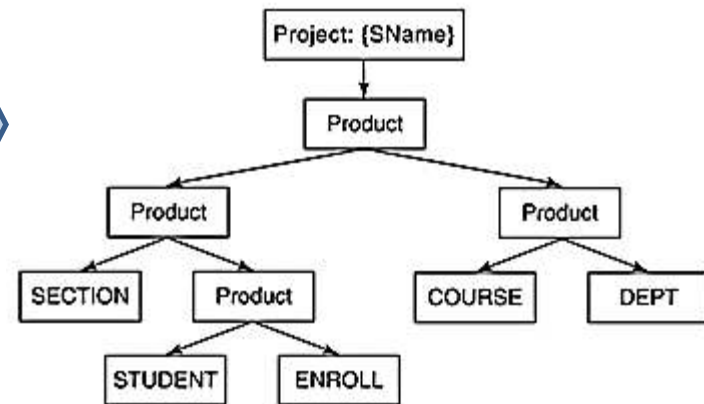 Project: {SName}
Product
Product
Product
SECTION
Product
COURSE
DEPT
STUDENT
ENROLL